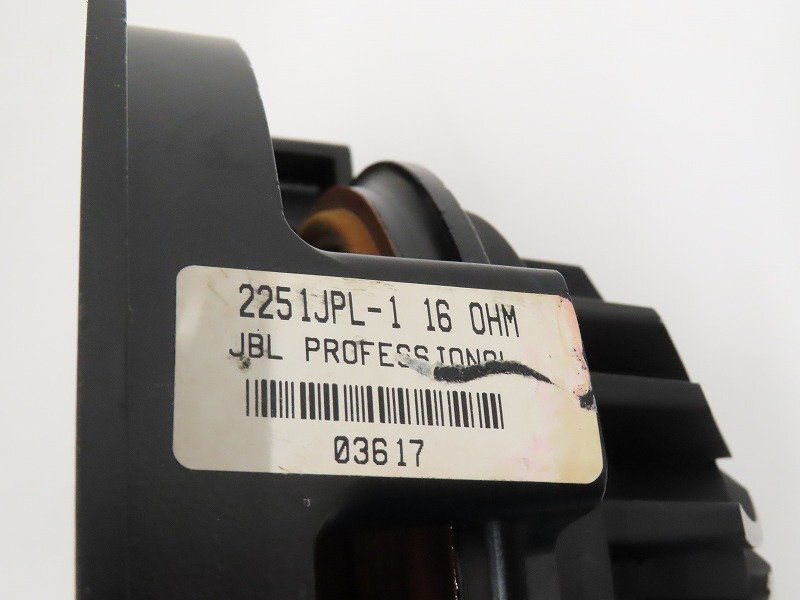 2251JPL-1 16 OHM
JBL PROFESSIONAL
03617